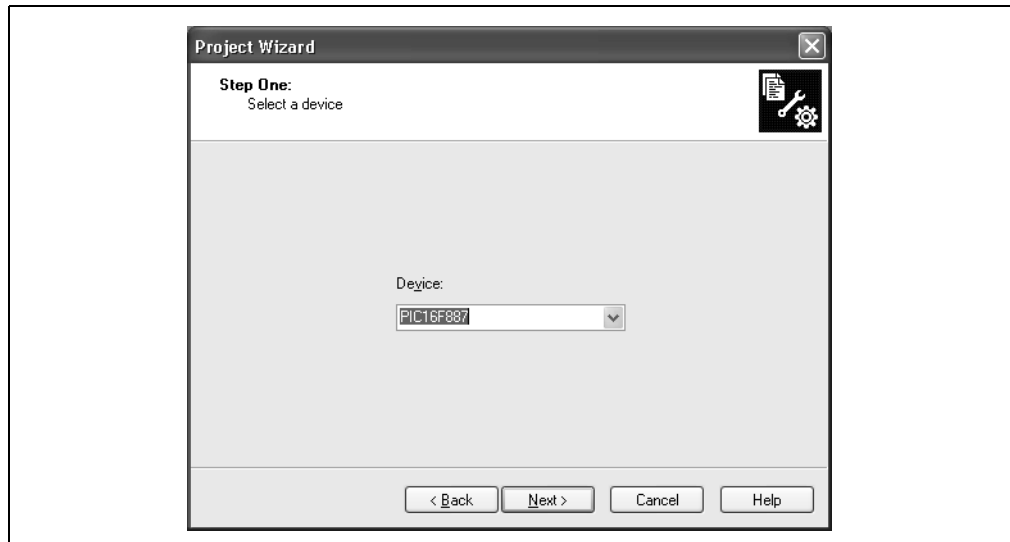 Project Wizard
Step One:
Select a device
Device:
PIC16F887
< Back Next > Cancel Help